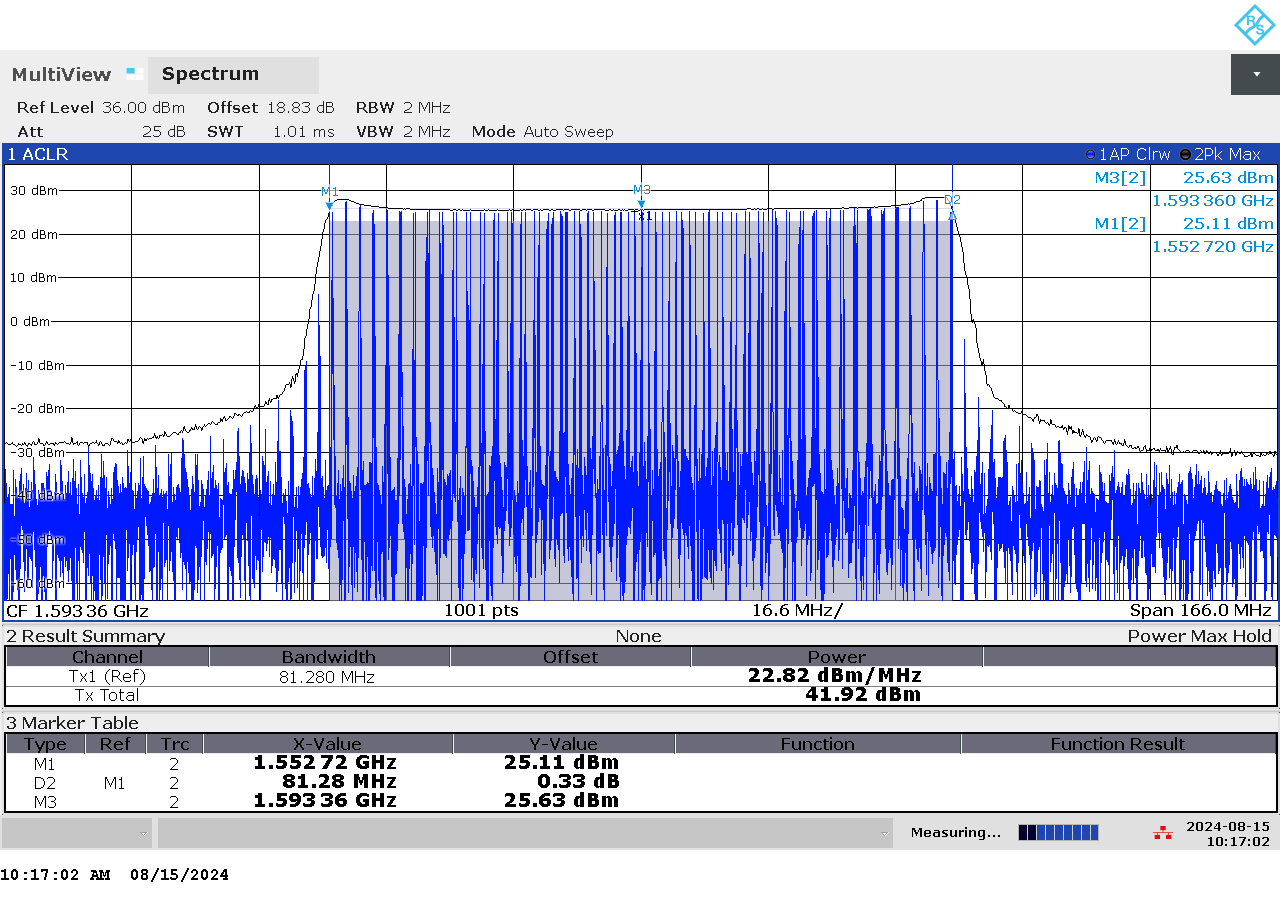 R S
MultiView Spectrum
Ref Level 36.00 dBm Offset 18.83 dB RBW 2 MHz
Att 25 dB SWT 1.01 ms VBW 2 MHz Mode Auto Sweep
1 ACLR 1AP Clrw 2Pk Max
M3[2] 25.63 dBm
1.593 360 GHz
M1[2] 25.11 dBm
1.552 720 GHz
M1 M3 D2
x1
30 dBm
20 dBm
10 dBm
0 dBm
-10 dBm
-20 dBm
-30 dBm
-40 dBm
-50 dBm
-60 dBm
CF 1.593 36 GHz 1001 pts 16.6 MHz/ Span 166.0 MHz
2 Result Summary None Power Max Hold
Channel Bandwidth Offset Power
Tx1 (Ref) 81.280 MHz 22.82 dBm/MHz
Tx Total 41.92 dBm
3 Marker Table
Type Ref Trc X-Value Y-Value Function Function Result
M1 2 1.552 72 GHz 25.11 dBm
D2 M1 2 81.28 MHz 0.33 dB
M3 2 1.593 36 GHz 25.63 dBm
Measuring... 2024-08-15
10:17:02
10:17:02 AM 08/15/2024